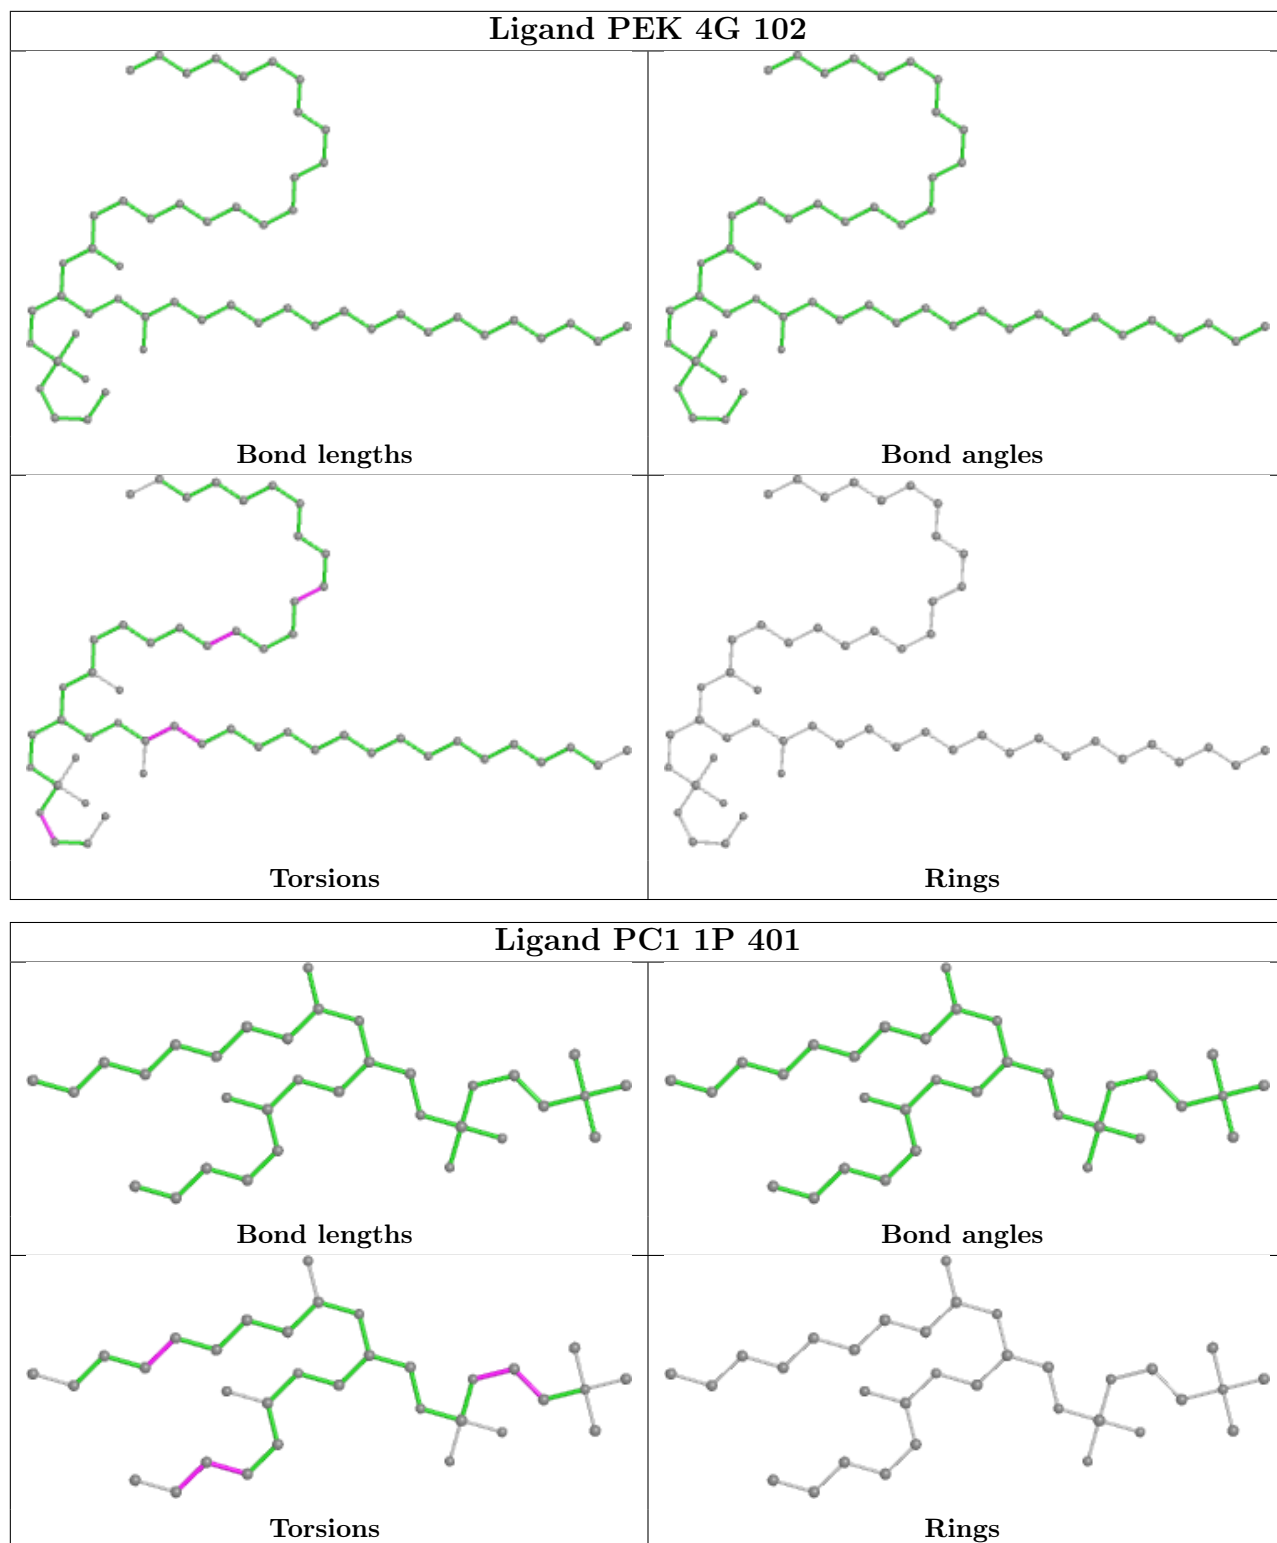 Ligand PEK 4G 102
Bond lengths
Bond angles
Torsions
Rings
Ligand PC1 1P 401
Bond lengths
Bond angles
Torsions
Rings